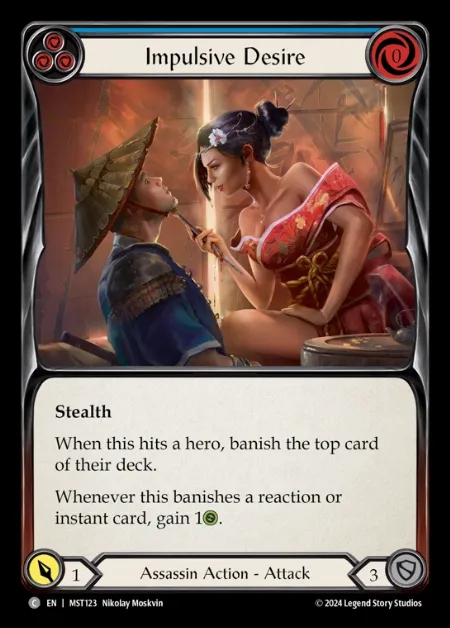 Impulsive Desire
0
Stealth
When this hits a hero, banish the top card
of their deck.
Whenever this banishes a reaction or
instant card, gain 1.
1
Assassin Action - Attack
3
C EN | MST123 Nikolay Moskvin
© 2024 Legend Story Studios